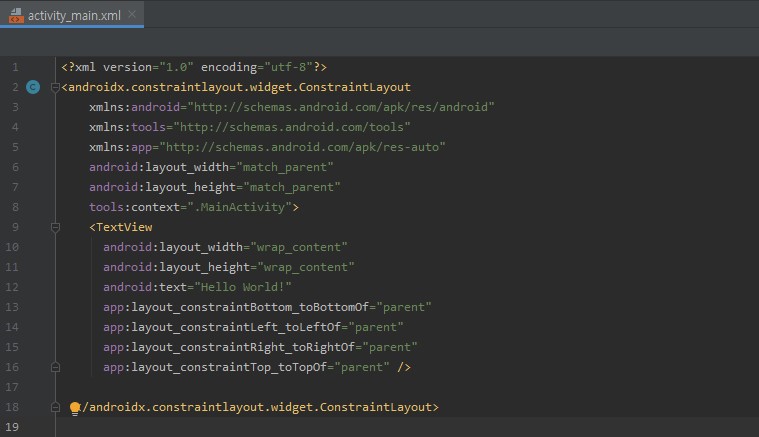 activity_main.xml
1 <?xml version="1.0" encoding="utf-8"?>
2 <androidx.constraintlayout.widget.ConstraintLayout
3 xmlns:android="http://schemas.android.com/apk/res/android"
4 xmlns:tools="http://schemas.android.com/tools"
5 xmlns:app="http://schemas.android.com/apk/res-auto"
6 android:layout_width="match_parent"
7 android:layout_height="match_parent"
8 tools:context=".MainActivity">
9 <TextView
10 android:layout_width="wrap_content"
11 android:layout_height="wrap_content"
12 android:text="Hello World!"
13 app:layout_constraintBottom_toBottomOf="parent"
14 app:layout_constraintLeft_toLeftOf="parent"
15 app:layout_constraintRight_toRightOf="parent"
16 app:layout_constraintTop_toTopOf="parent" />
17
18 /androidx.constraintlayout.widget.ConstraintLayout>
19